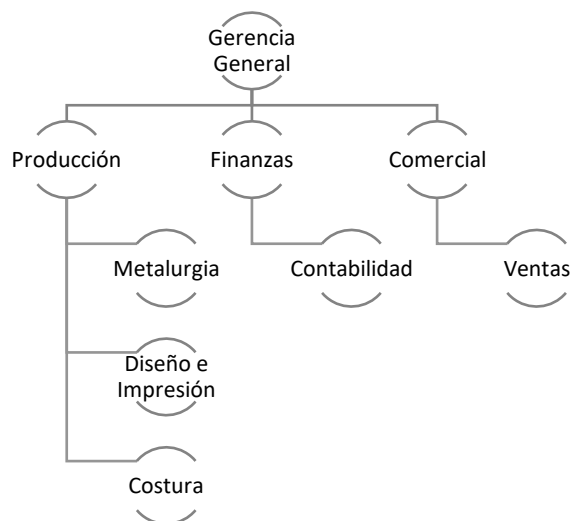 Gerencia
General
Producción
Finanzas
Comercial
Metalurgia
Contabilidad
Ventas
Diseño e
Impresión
Costura